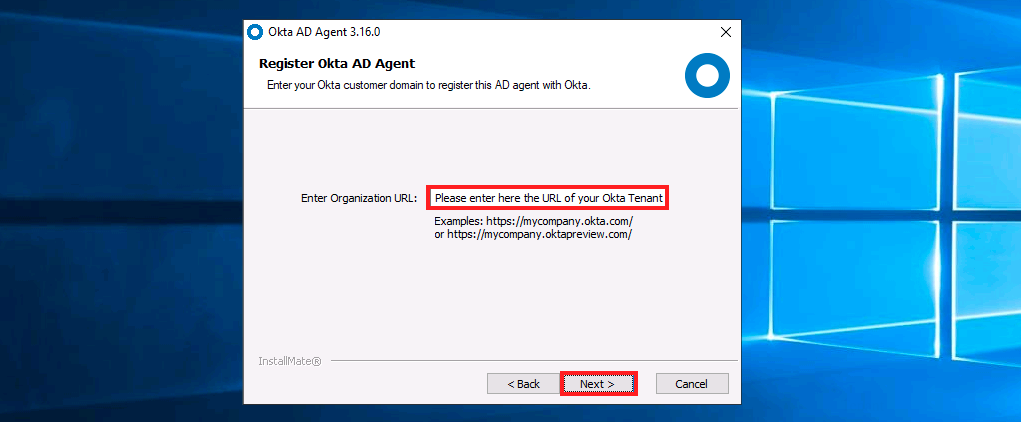 Okta AD Agent 3.16.0
Register Okta AD Agent
Enter your Okta customer domain to register this AD agent with Okta.
Enter Organization URL: Please enter here the URL of your Okta Tenant
Examples: https://mycompany.okta.com/
or https://mycompany.oktapreview.com/
InstallMate®
< Back Next > Cancel